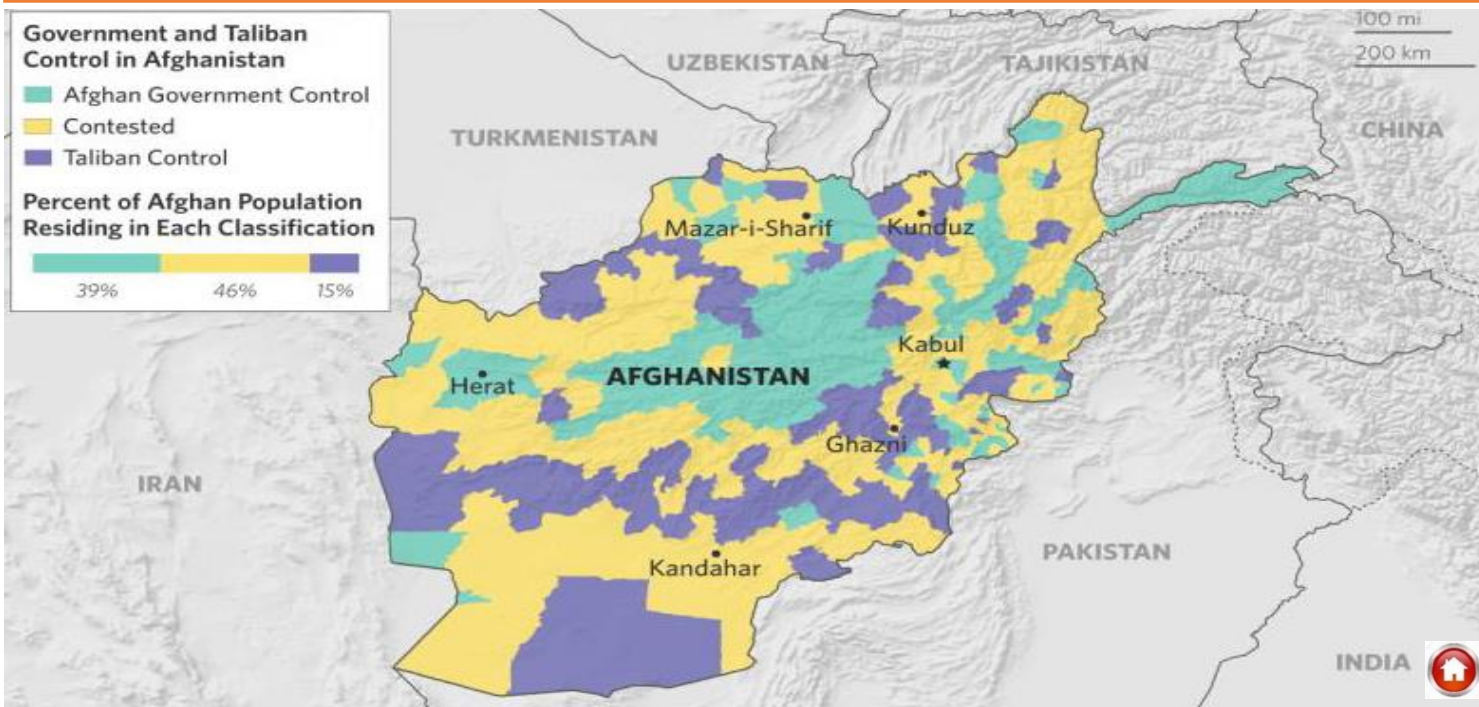 Government and Taliban
Control in Afghanistan
Afghan Government Control
Contested
Taliban Control
Percent of Afghan Population
Residing in Each Classification
39% 46% 15%
100 mi
200 km
UZBEKISTAN
TAJIKISTAN
CHINA
TURKMENISTAN
Mazar-i-Sharif
Kunduz
Kabul
AFGHANISTAN
Herat
Ghazni
IRAN
PAKISTAN
Kandahar
INDIA